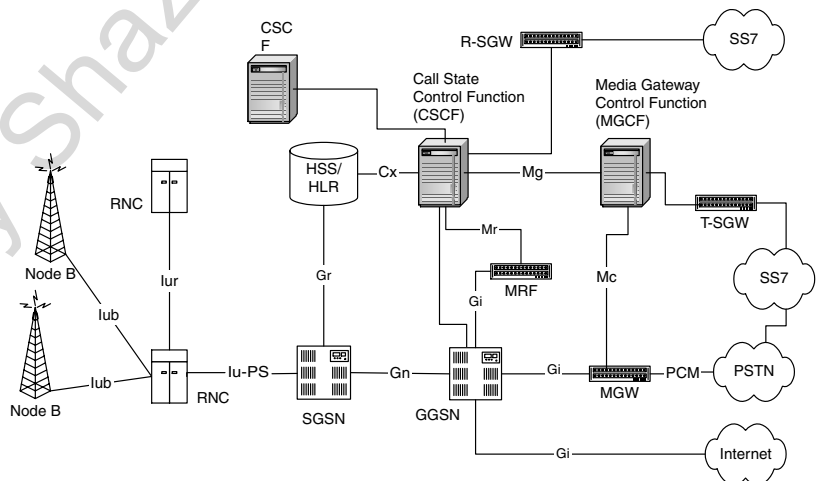 CSC
F
R-SGW
SS7
Call State
Control Function
(CSCF)
Media Gateway
Control Function
(MGCF)
HSS/
HLR
Cx
Mg
RNC
T-SGW
Node B
Iur
Gr
Mr
MRF
Mc
SS7
Gi
Iub
Iub
Iu-PS
Gn
Gi
PCM
PSTN
Node B
RNC
SGSN
GGSN
MGW
Gi
Internet
y Shaz